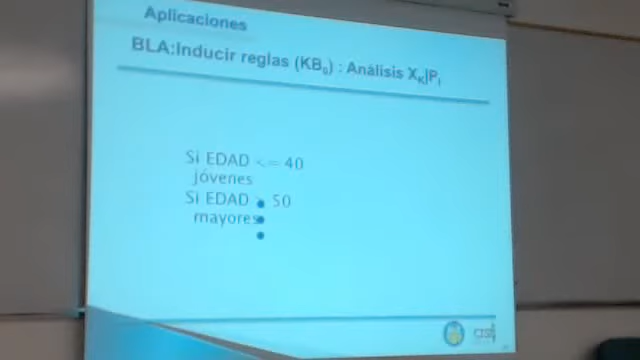 Aplicaciones
BLA:Inducir reglas (KB₀) : Análisis Xₖ|Pᵢ
Si EDAD <= 40
jóvenes
Si EDAD > 50
mayores